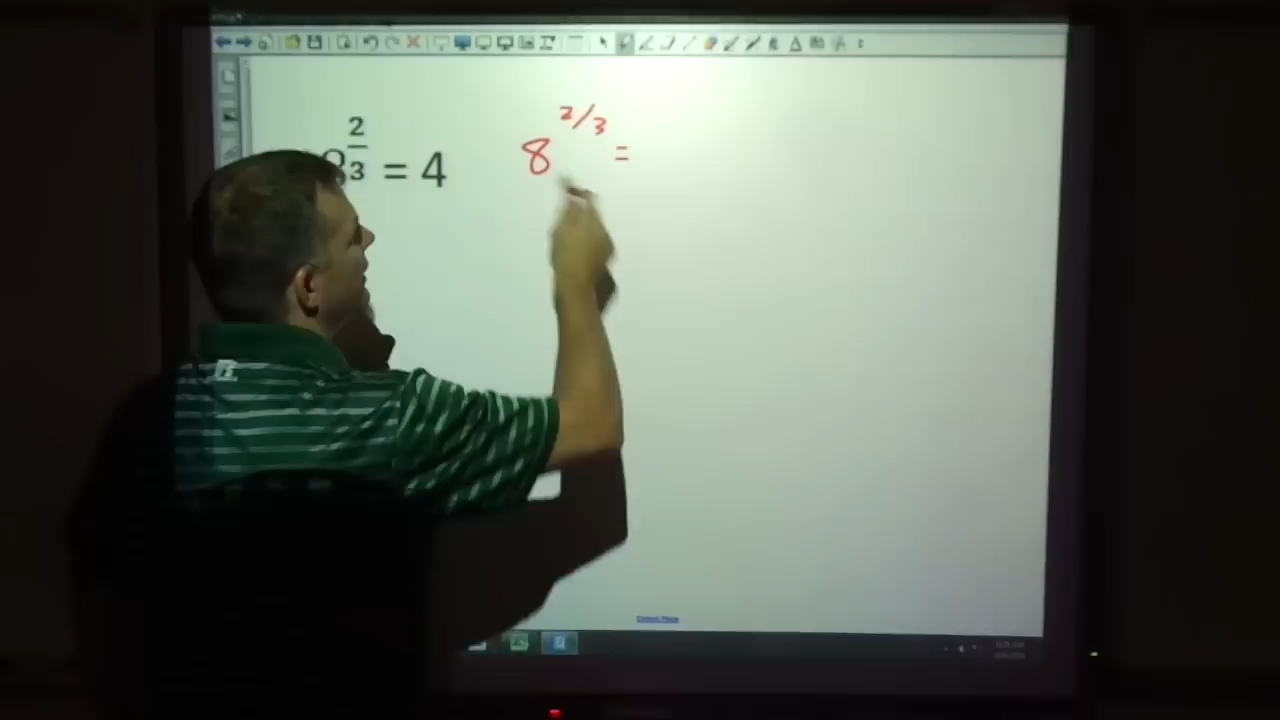 8^{2/3} = 4
8^{2/3} =